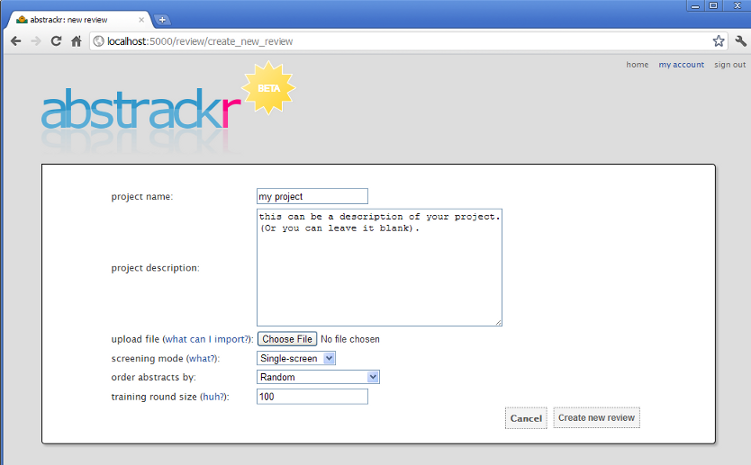 abstrackr: new review
localhost:5000/review/create_new_review
home my account sign out
abstrackr
BETA
project name: my project
this can be a description of your project.
(Or you can leave it blank).
project description:
upload file (what can I import?): Choose File No file chosen
screening mode (what?): Single-screen
order abstracts by: Random
training round size (huh?): 100
Cancel Create new review